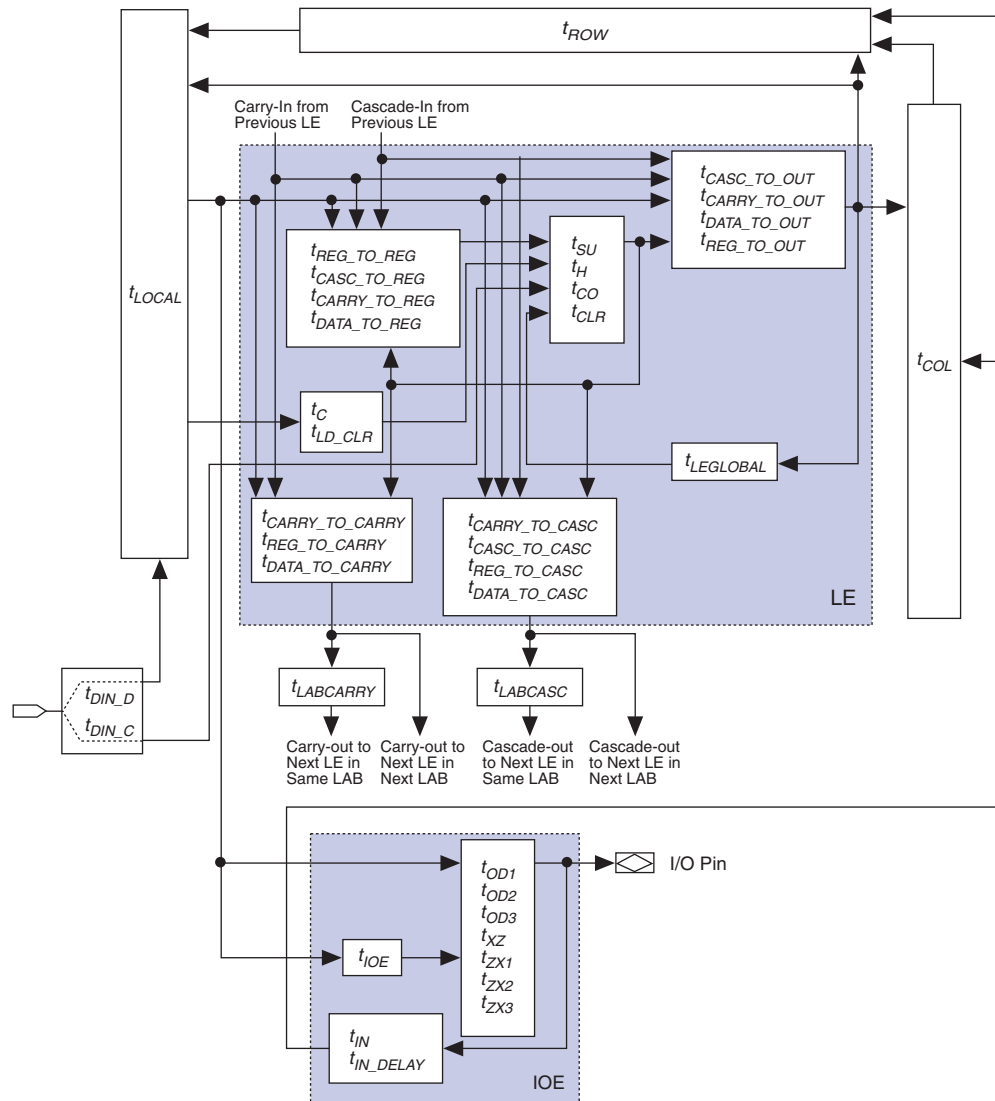 tROW
Carry-In from
Previous LE
Cascade-In from
Previous LE
tLOCAL
tREG_TO_REG
tCASC_TO_REG
tCARRY_TO_REG
tDATA_TO_REG
tSU
tH
tCO
tCLR
tCASC_TO_OUT
tCARRY_TO_OUT
tDATA_TO_OUT
tREG_TO_OUT
tCOL
tC
tLD_CLR
tLEGLOBAL
tCARRY_TO_CARRY
tREG_TO_CARRY
tDATA_TO_CARRY
tCARRY_TO_CASC
tCASC_TO_CASC
tREG_TO_CASC
tDATA_TO_CASC
LE
tDIN_D
tDIN_C
tLABCARRY
tLABCASC
Carry-out to
Next LE in
Same LAB
Carry-out to
Next LE in
Next LAB
Cascade-out
to Next LE in
Same LAB
Cascade-out
to Next LE in
Next LAB
tOD1
tOD2
tOD3
tXZ
tZX1
tZX2
tZX3
I/O Pin
tIOE
tIN
tIN_DELAY
IOE